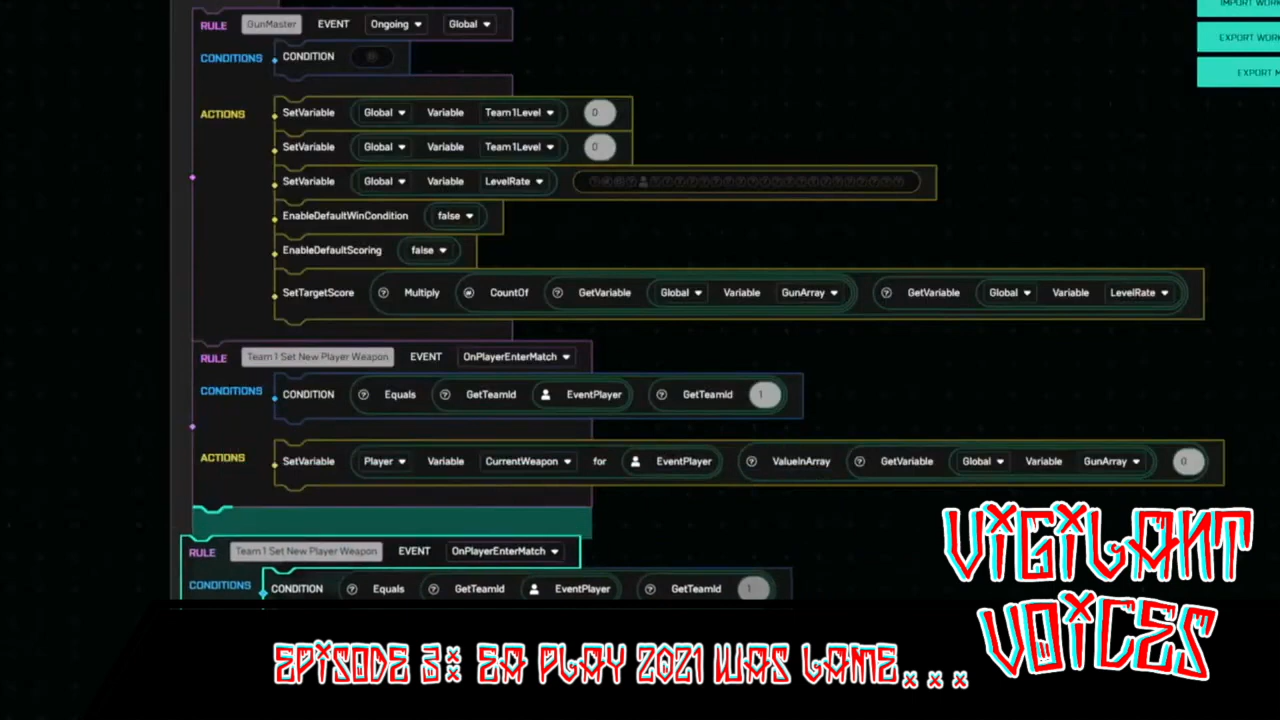 IMPORT WORK
RULE GunMaster EVENT Ongoing Global
EXPORT WORK
CONDITIONS CONDITION
EXPORT M
ACTIONS SetVariable Global Variable Team1Level 0
SetVariable Global Variable Team1Level 0
SetVariable Global Variable LevelRate
EnableDefaultWinCondition false
EnableDefaultScoring false
SetTargetScore Multiply CountOf GetVariable Global Variable GunArray GetVariable Global Variable LevelRate
RULE Team 1 Set New Player Weapon EVENT OnPlayerEnterMatch
CONDITIONS CONDITION Equals GetTeamId EventPlayer GetTeamId 1
ACTIONS SetVariable Player Variable CurrentWeapon for EventPlayer ValueInArray GetVariable Global Variable GunArray 0
RULE Team 1 Set New Player Weapon EVENT OnPlayerEnterMatch
CONDITIONS CONDITION Equals GetTeamId EventPlayer GetTeamId 1
VIGILANT
VOICES
EPISODE 3: EA PLAY 2021 WAS LAME...